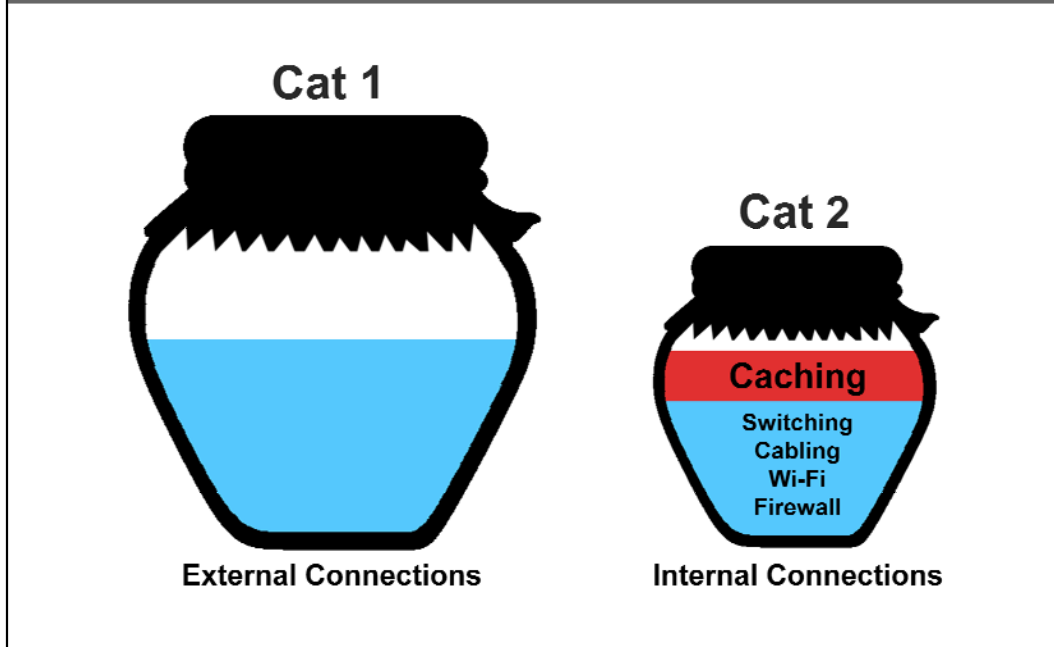 Cat 1
External Connections
Cat 2
Caching
Switching
Cabling
Wi-Fi
Firewall
Internal Connections